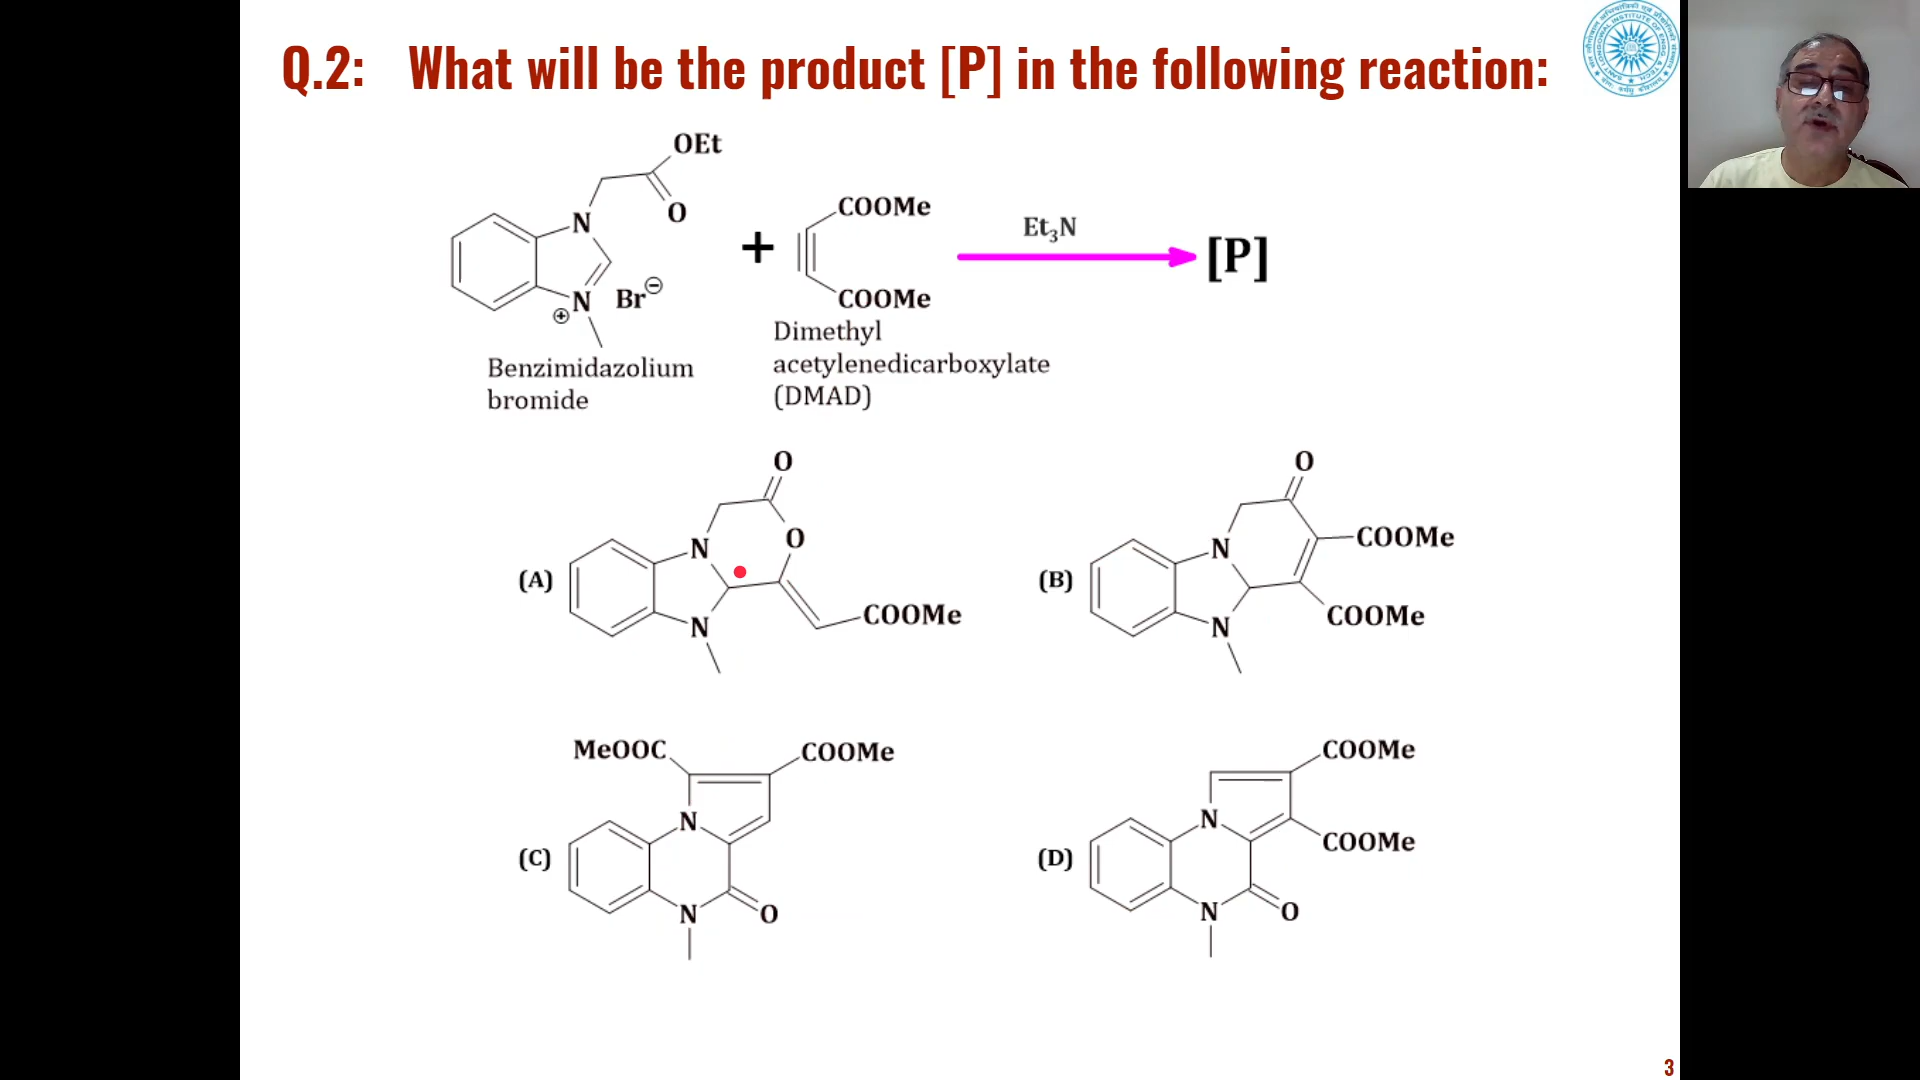 Q.2: What will be the product [P] in the following reaction:
OEt
O
N
N
⊕
Br⊖
+
COOMe
COOMe
Et3N
[P]
Benzimidazolium
bromide
Dimethyl
acetylenedicarboxylate
(DMAD)
(A)
O
O
N
N
COOMe
(B)
O
N
N
COOMe
COOMe
(C)
MeOOC
COOMe
N
N
O
(D)
COOMe
COOMe
N
N
O
3